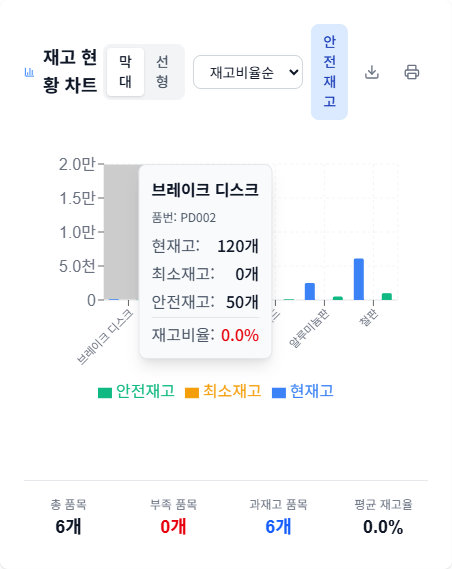 재고 현
황 차트
막
대
선
형
재고비율순
안
전
재
고
2.0만
1.5만
1.0만
5.0천
0
브레이크 디스크
품번: PD002
현재고: 120개
최소재고: 0개
안전재고: 50개
재고비율: 0.0%
브레이크 디스크
드
알루미늄판
철판
안전재고 최소재고 현재고
총 품목
6개
부족 품목
0개
과재고 품목
6개
평균 재고율
0.0%